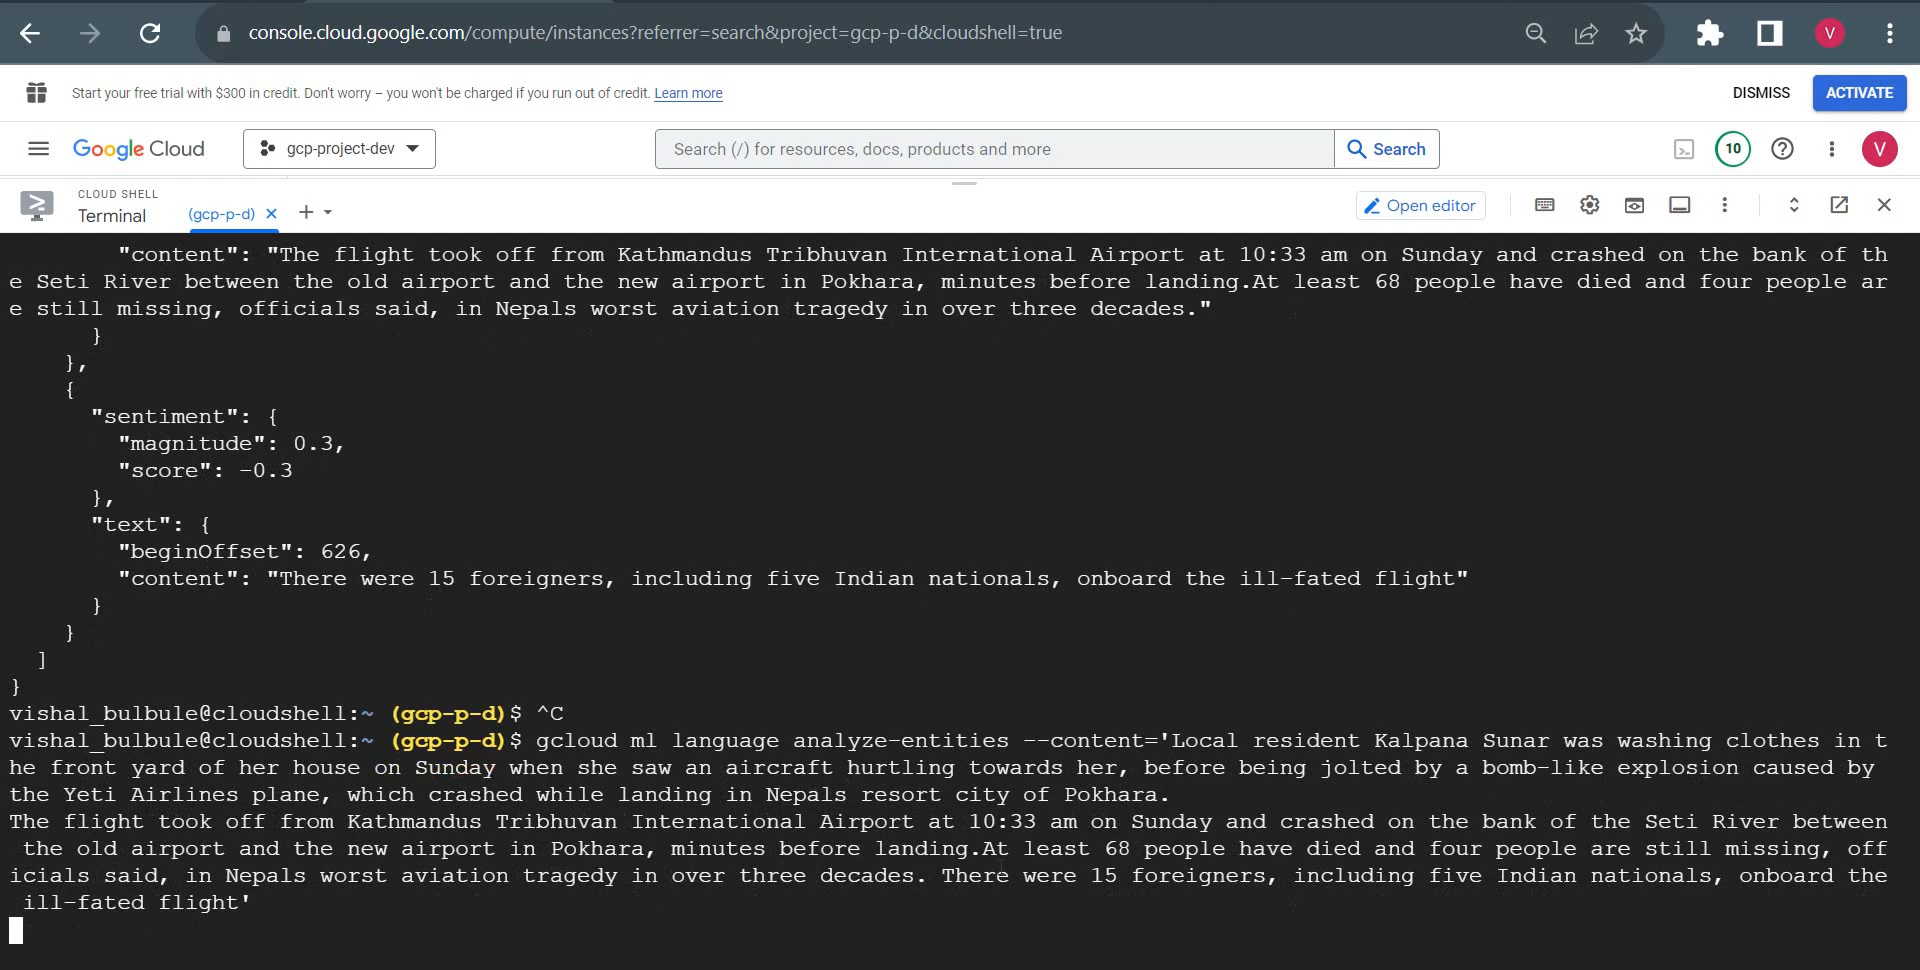 console.cloud.google.com/compute/instances?referrer=search&project=gcp-p-d&cloudshell=true
V
Start your free trial with $300 in credit. Don't worry – you won't be charged if you run out of credit. Learn more
DISMISS
ACTIVATE
Google Cloud
gcp-project-dev
Search (/) for resources, docs, products and more
Search
10
V
CLOUD SHELL
Terminal
(gcp-p-d)
Open editor
"content": "The flight took off from Kathmandus Tribhuvan International Airport at 10:33 am on Sunday and crashed on the bank of th
e Seti River between the old airport and the new airport in Pokhara, minutes before landing.At least 68 people have died and four people ar
e still missing, officials said, in Nepals worst aviation tragedy in over three decades."
}
},
{
"sentiment": {
"magnitude": 0.3,
"score": -0.3
},
"text": {
"beginOffset": 626,
"content": "There were 15 foreigners, including five Indian nationals, onboard the ill-fated flight"
}
}
]
}
vishal_bulbule@cloudshell:~ (gcp-p-d)$ ^C
vishal_bulbule@cloudshell:~ (gcp-p-d)$ gcloud ml language analyze-entities --content='Local resident Kalpana Sunar was washing clothes in t
he front yard of her house on Sunday when she saw an aircraft hurtling towards her, before being jolted by a bomb-like explosion caused by
the Yeti Airlines plane, which crashed while landing in Nepals resort city of Pokhara.
The flight took off from Kathmandus Tribhuvan International Airport at 10:33 am on Sunday and crashed on the bank of the Seti River between
the old airport and the new airport in Pokhara, minutes before landing.At least 68 people have died and four people are still missing, off
icials said, in Nepals worst aviation tragedy in over three decades. There were 15 foreigners, including five Indian nationals, onboard the
ill-fated flight'